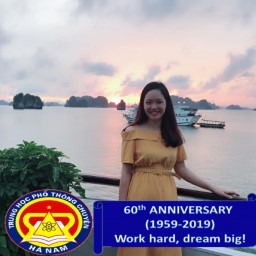 TRUNG HỌC PHỔ THÔNG CHUYÊN
HÀ NAM
60th ANNIVERSARY
(1959-2019)
Work hard, dream big!